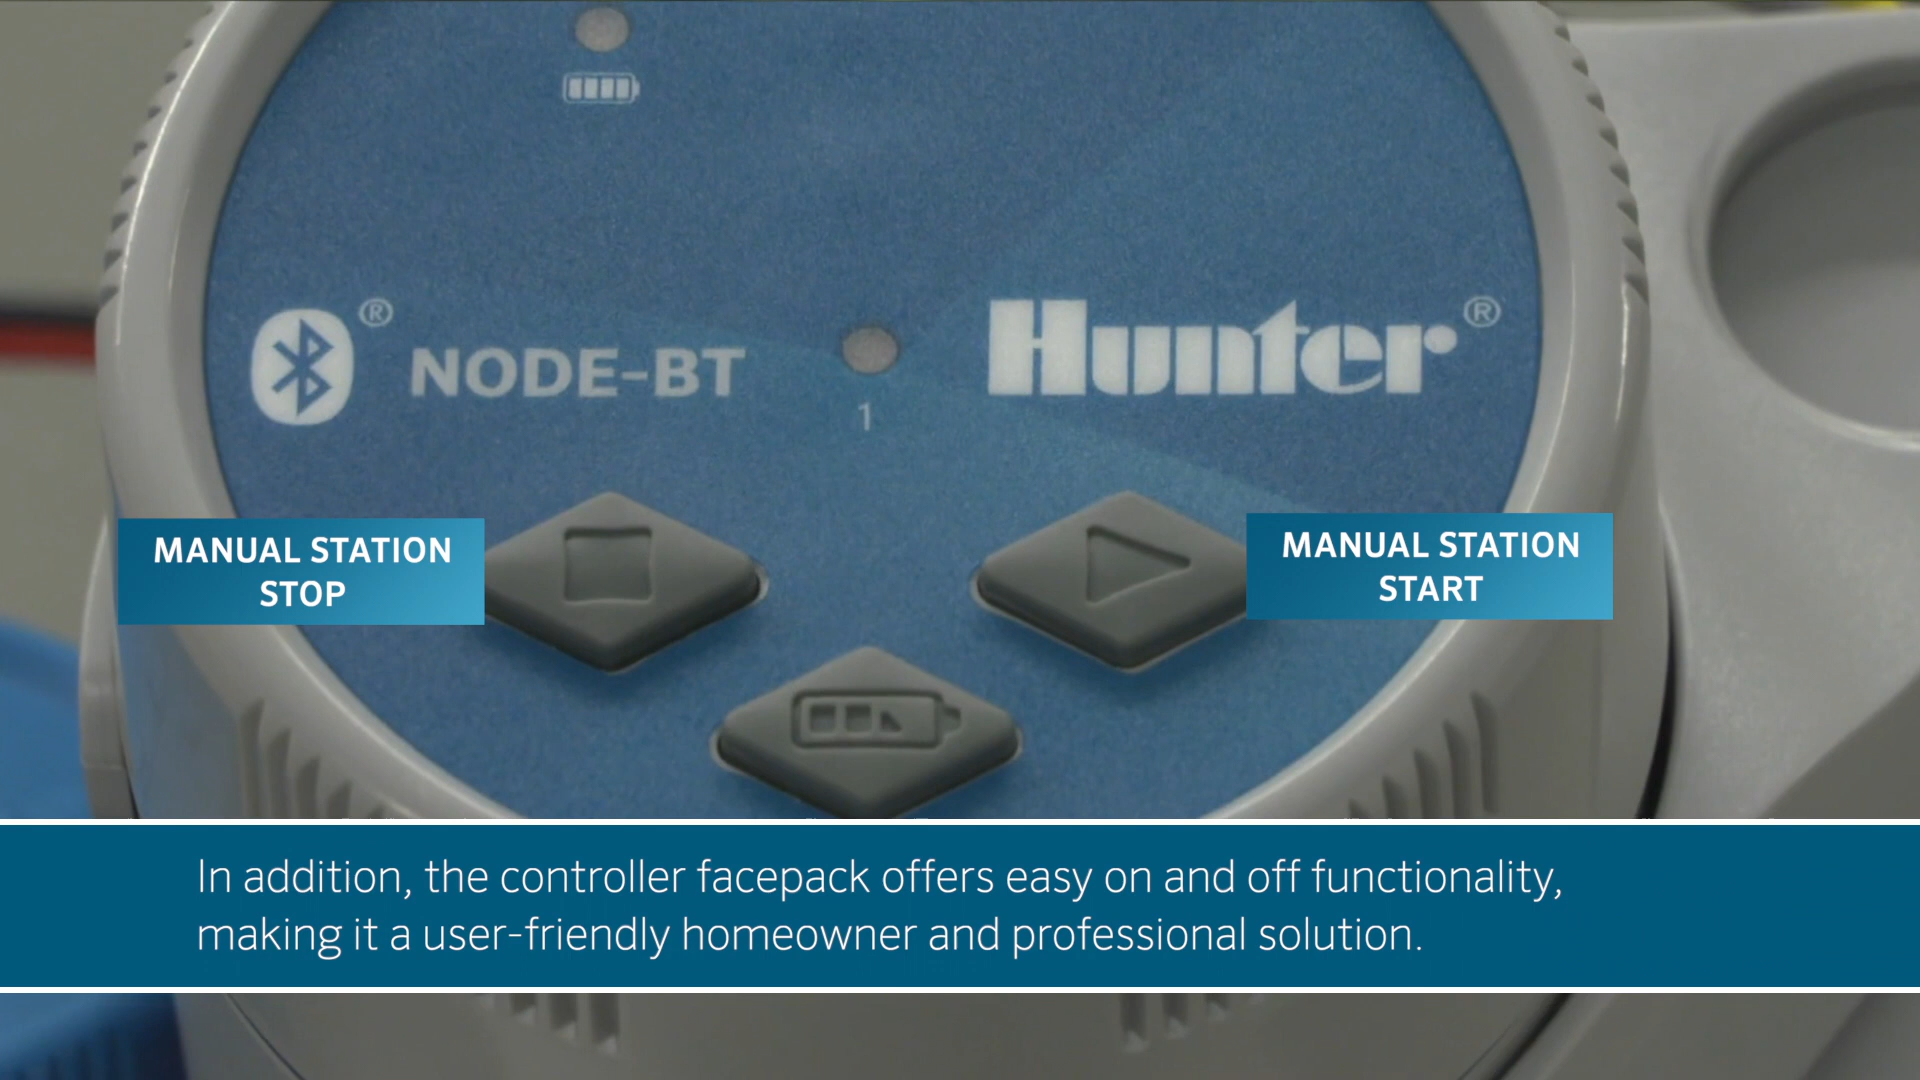 ® NODE-BT
Hunter®
1
MANUAL STATION
STOP
MANUAL STATION
START
In addition, the controller facepack offers easy on and off functionality,
making it a user-friendly homeowner and professional solution.